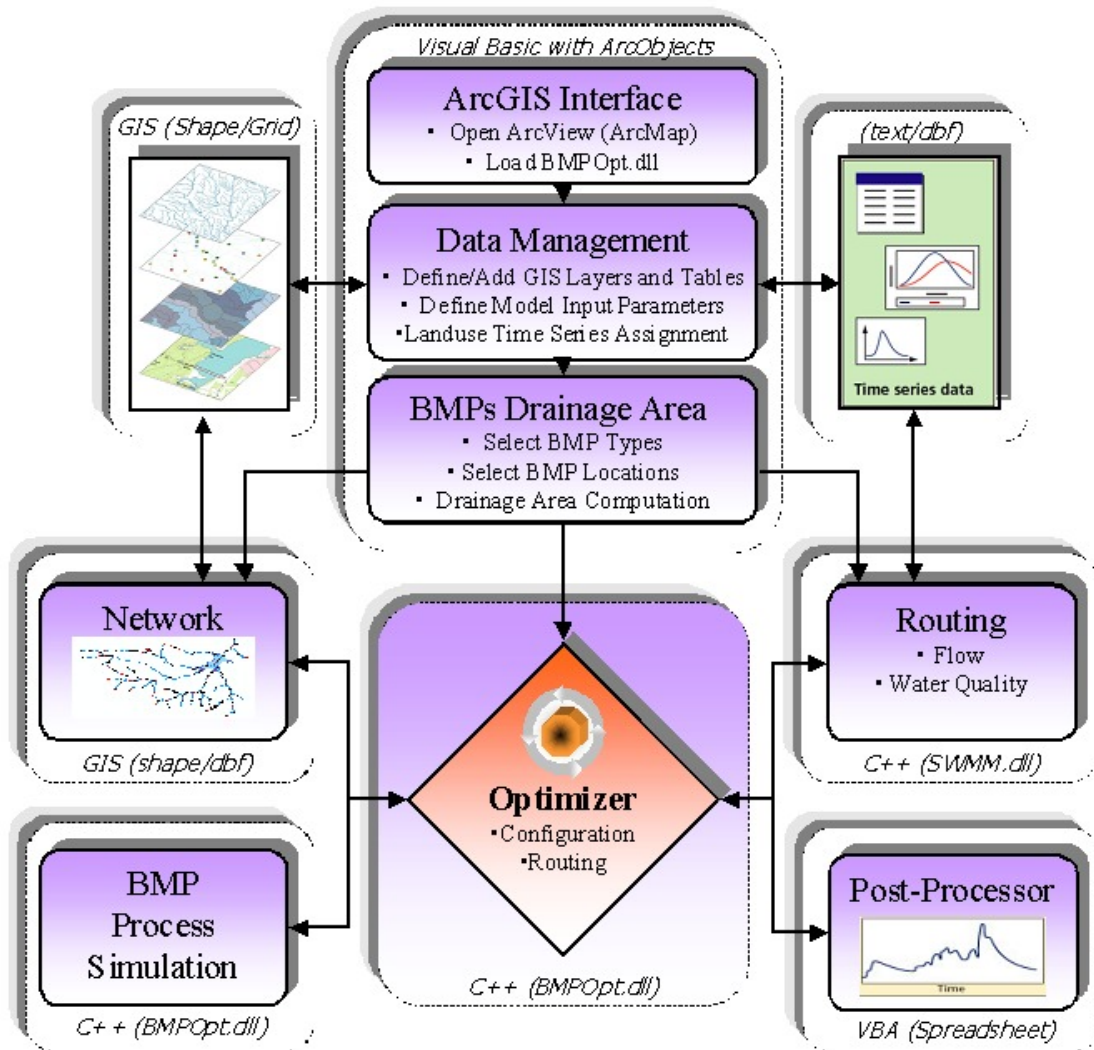 Visual Basic with ArcObjects
ArcGIS Interface
▪ Open ArcView (ArcMap)
▪ Load BMPOpt.dll
GIS (Shape/Grid)
(text/dbf)
Data Management
▪ Define/Add GIS Layers and Tables
▪ Define Model Input Parameters
▪Landuse Time Series Assignment
Time series data
BMPs Drainage Area
▪ Select BMP Types
▪ Select BMP Locations
▪ Drainage Area Computation
Network
GIS (shape/dbf)
Routing
▪ Flow
▪ Water Quality
C++ (SWMM.dll)
Optimizer
▪Configuration
▪Routing
C++ (BMPOpt.dll)
BMP
Process
Simulation
C++ (BMPOpt.dll)
Post-Processor
Time
VBA (Spreadsheet)